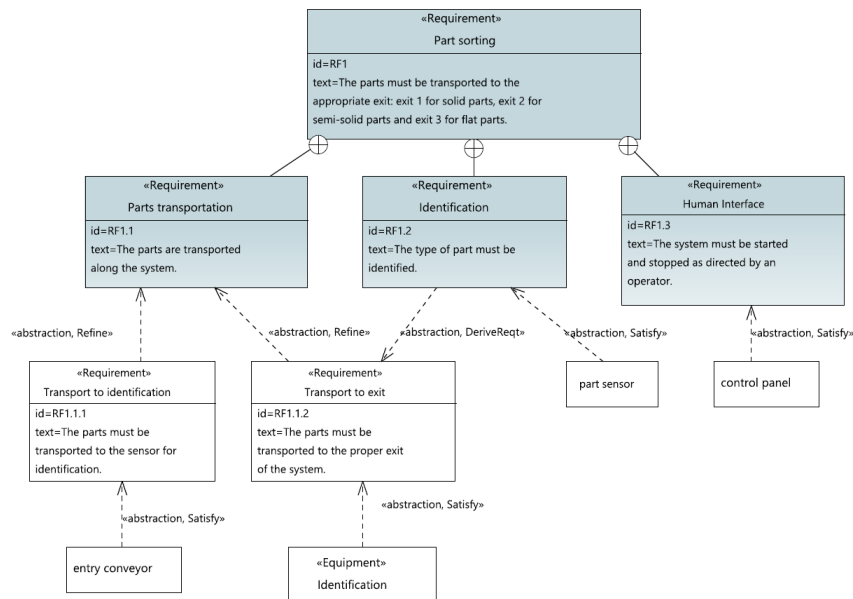 «Requirement»
Part sorting
id=RF1
text=The parts must be transported to the
appropriate exit: exit 1 for solid parts, exit 2 for
semi-solid parts and exit 3 for flat parts.
«Requirement»
Parts transportation
id=RF1.1
text=The parts are transported
along the system.
«Requirement»
Identification
id=RF1.2
text=The type of part must be
identified.
«Requirement»
Human Interface
id=RF1.3
text=The system must be started
and stopped as directed by an
operator.
«abstraction, Refine»
«abstraction, Refine»
«abstraction, DeriveReqt»
«abstraction, Satisfy»
«abstraction, Satisfy»
«Requirement»
Transport to identification
id=RF1.1.1
text=The parts must be
transported to the sensor for
identification.
«Requirement»
Transport to exit
id=RF1.1.2
text=The parts must be
transported to the proper exit
of the system.
part sensor
control panel
«abstraction, Satisfy»
«abstraction, Satisfy»
entry conveyor
«Equipment»
Identification